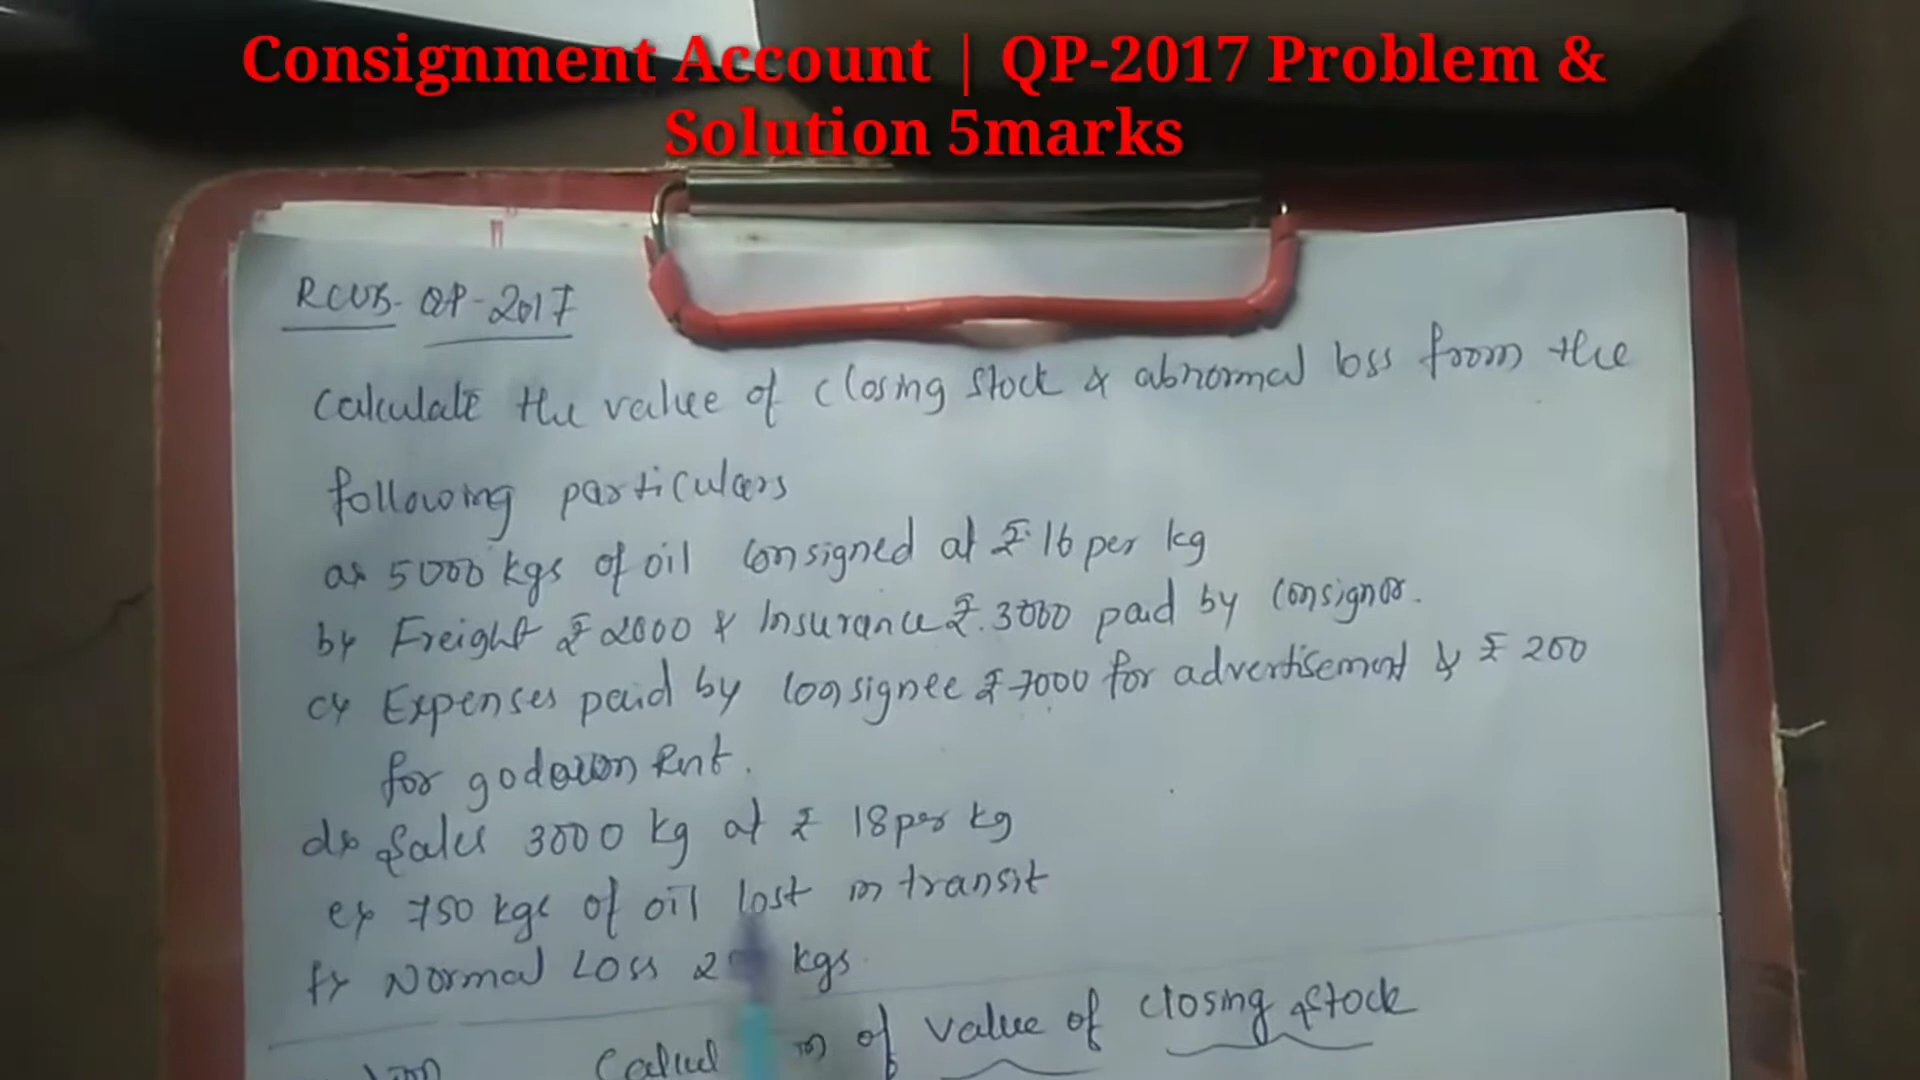 Consignment Account | QP-2017 Problem &
Solution 5marks
RCUB- QP-2017
Calculate the value of closing stock & abnormal loss from the
following particulars
a> 5000 kgs of oil consigned at ₹.16 per kg
b> Freight ₹ 2000 & Insurance ₹.3000 paid by consignor.
c> Expenses paid by consignee ₹ 7000 for advertisement & ₹ 200
for godown Rent.
d> Sales 3000 kg at ₹ 18 per kg
e> 750 kgs of oil lost in transit
f> Normal Loss kgs
of value of closing stock